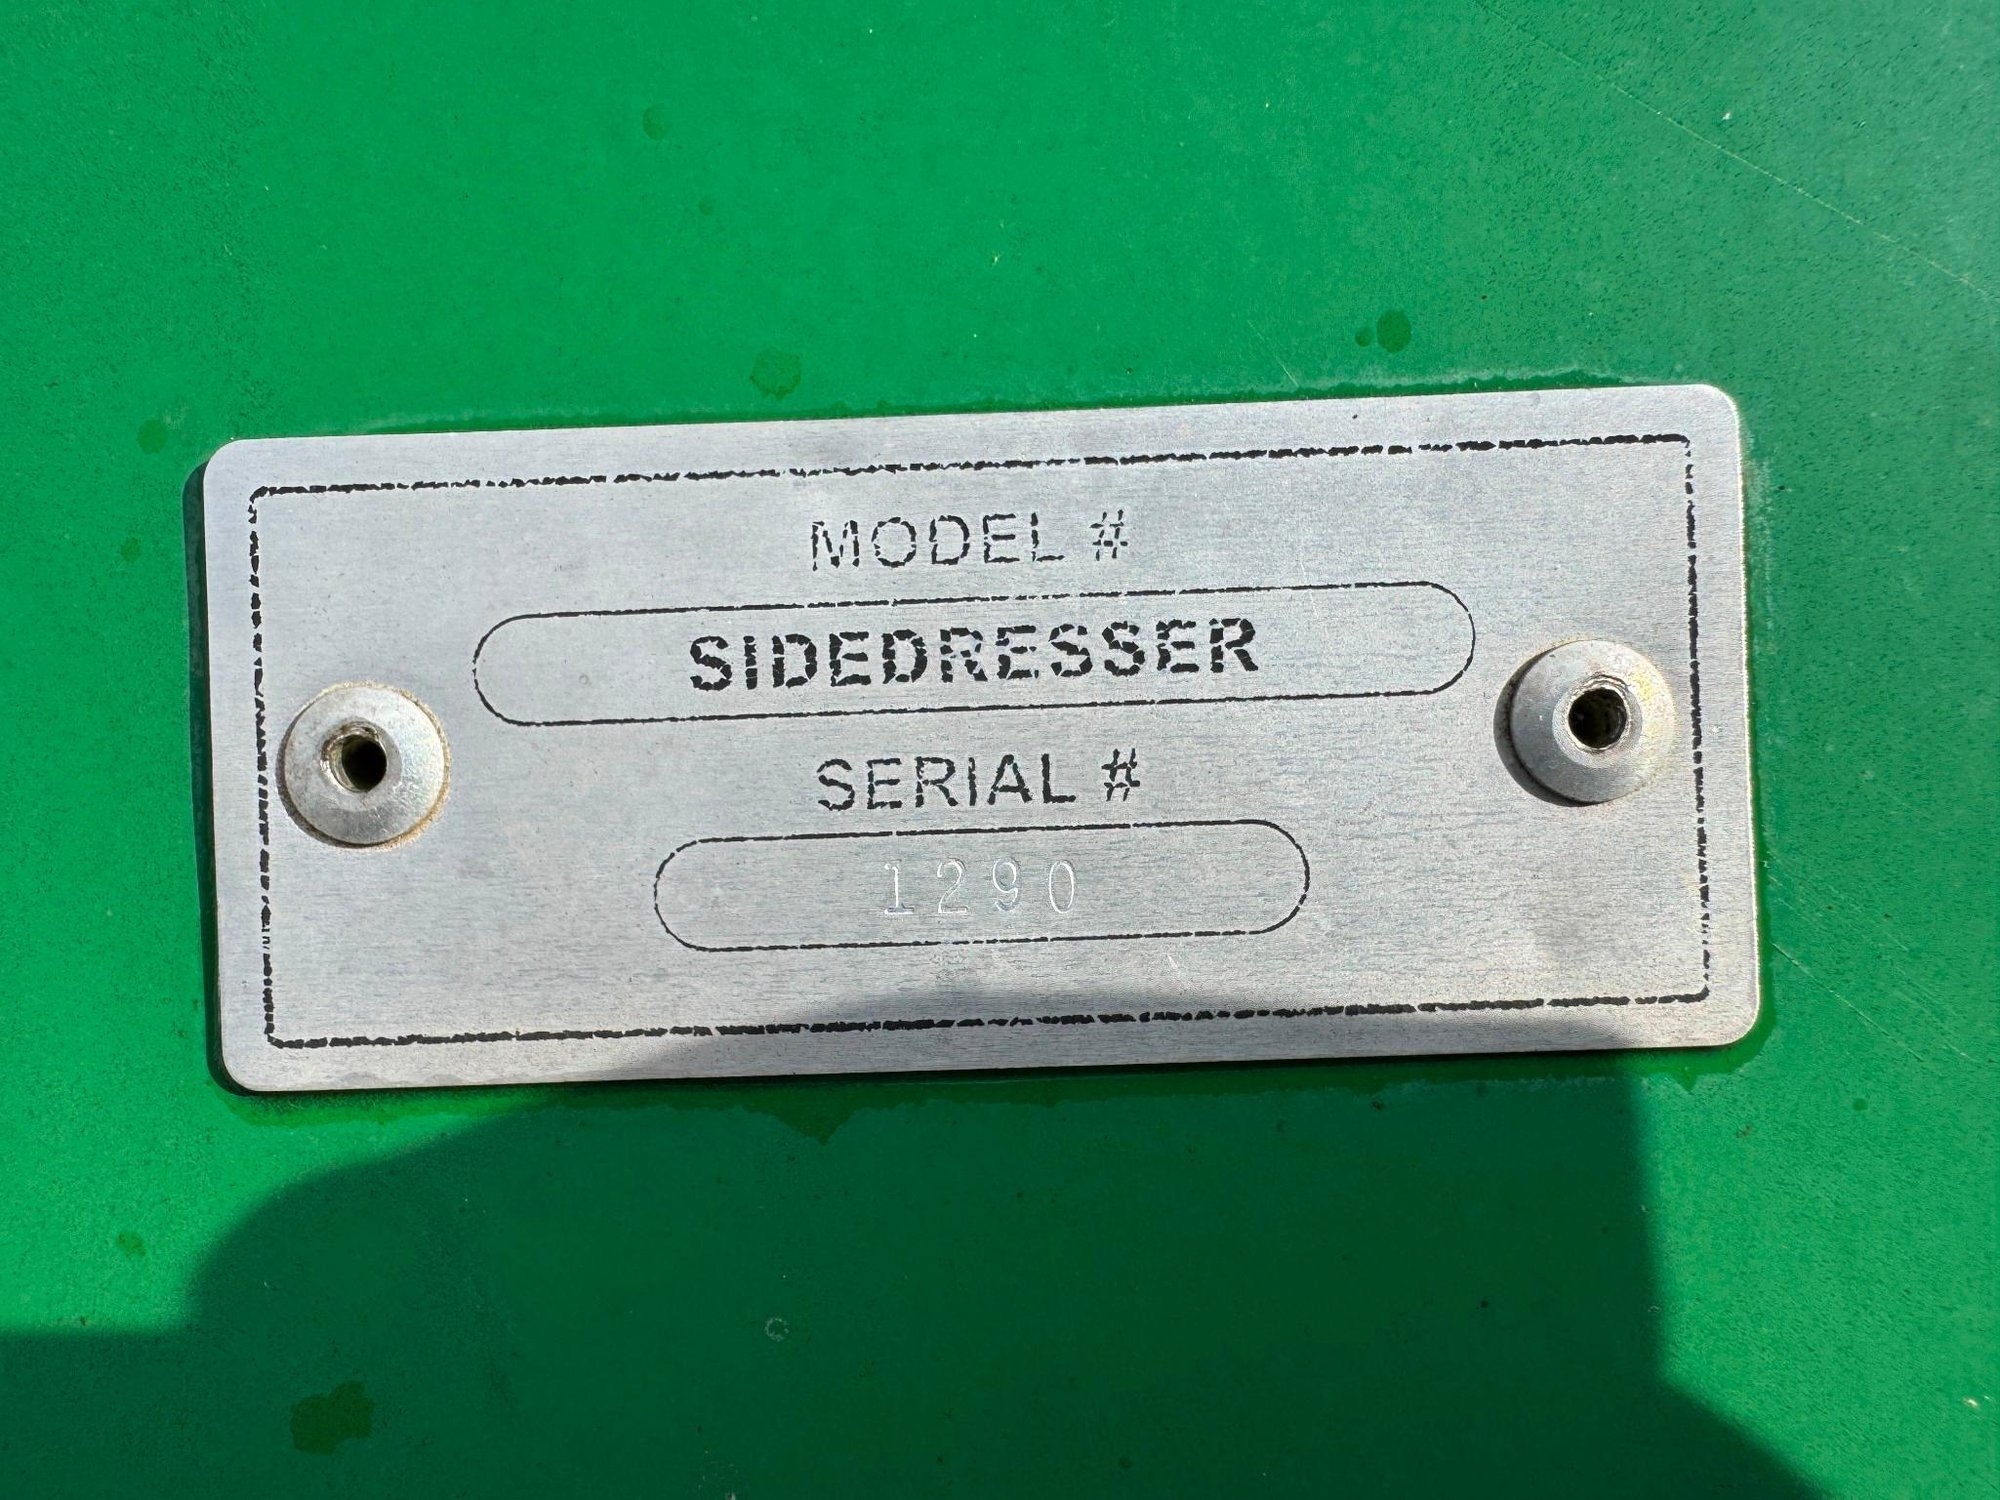 MODEL #
SIDEDRESSER
SERIAL #
1290